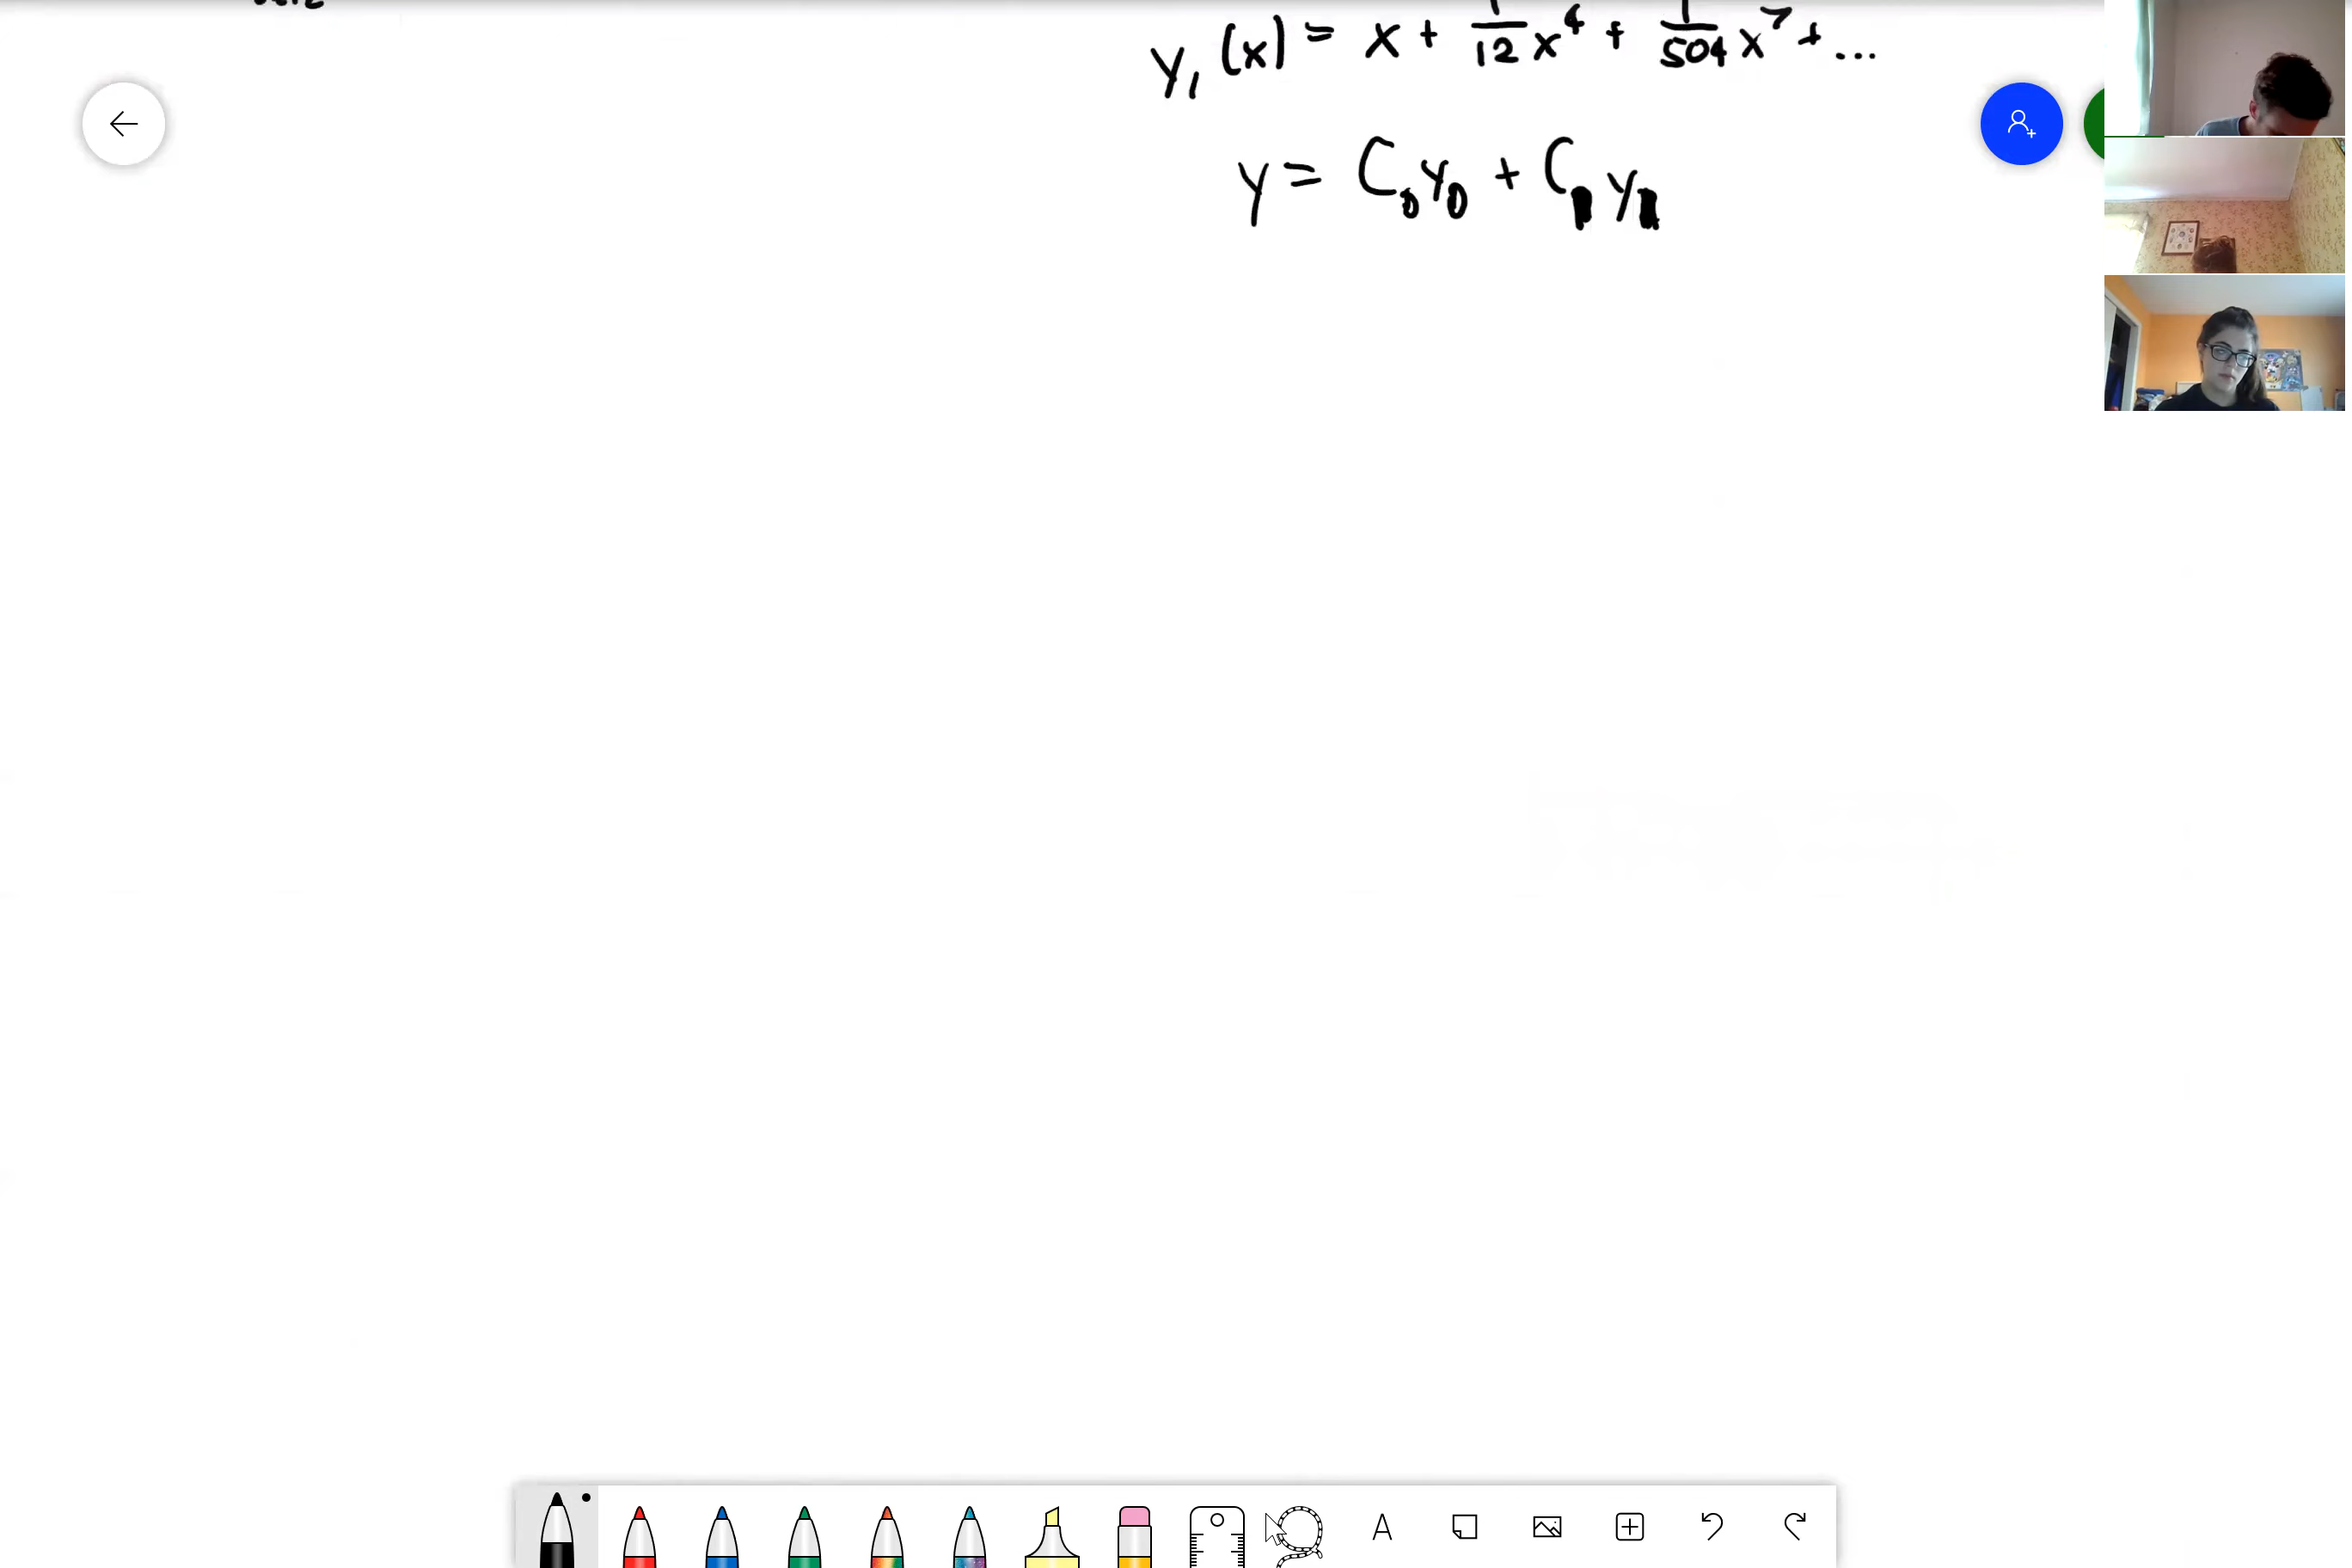 y₁(x) = x + 1/12 x⁴ + 1/504 x⁷ + ...
y = C₀y₀ + C₁y₁
A